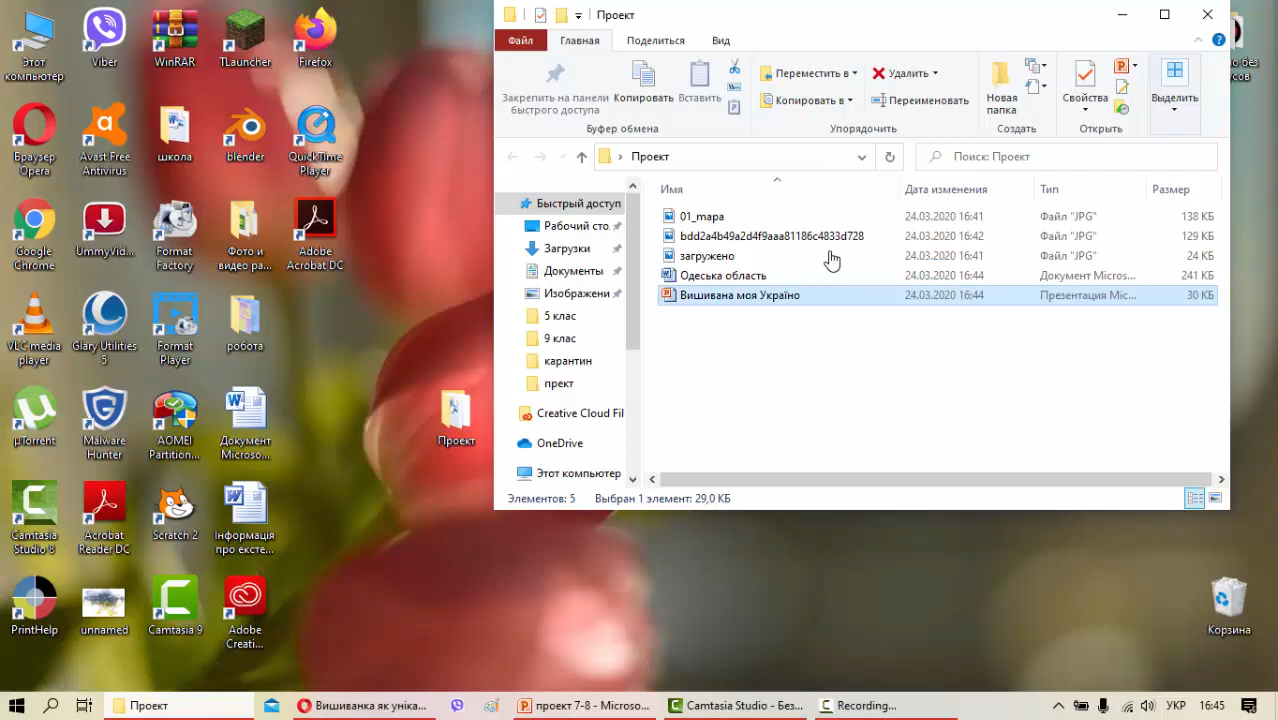 Этот компьютер
Viber
WinRAR
TLauncher
Firefox
Браузер Opera
Avast Free Antivirus
школа
blender
QuickTime Player
Google Chrome
UmmyVid...
Format Factory
Фото и видео ра...
Adobe Acrobat DC
VLC media player
Glary Utilities 5
Format Player
робота
µTorrent
Malware Hunter
AOMEI Partition...
Документ Microso...
Проект
Camtasia Studio 8
Acrobat Reader DC
Scratch 2
Інформація про ексте...
PrintHelp
unnamed
Camtasia 9
Adobe Creati...
Корзина
Проект
Файл
Главная
Поделиться
Вид
Закрепить на панели быстрого доступа
Копировать
Вставить
Переместить в
Копировать в
Удалить
Переименовать
Новая папка
Свойства
Выделить
Буфер обмена
Упорядочить
Создать
Открыть
Проект
Поиск: Проект
Имя
Дата изменения
Тип
Размер
Быстрый доступ
Рабочий сто.
Загрузки
Документы
Изображени
5 клас
9 клас
карантин
прект
Creative Cloud Fil
OneDrive
Этот компьютер
01_mapa 24.03.2020 16:41 Файл "JPG" 138 КБ
bdd2a4b49a2d4f9aaa81186c4833d728 24.03.2020 16:42 Файл "JPG" 129 КБ
загружено 24.03.2020 16:41 Файл "JPG" 24 КБ
Одеська область 24.03.2020 16:44 Документ Micros... 241 КБ
Вишивана моя Україно 24.03.2020 16:44 Презентация Mic... 30 КБ
Элементов: 5
Выбран 1 элемент: 29,0 КБ
Проект
Вишиванка як уніка...
проект 7-8 - Microso...
Camtasia Studio - Без...
Recording...
УКР
16:45